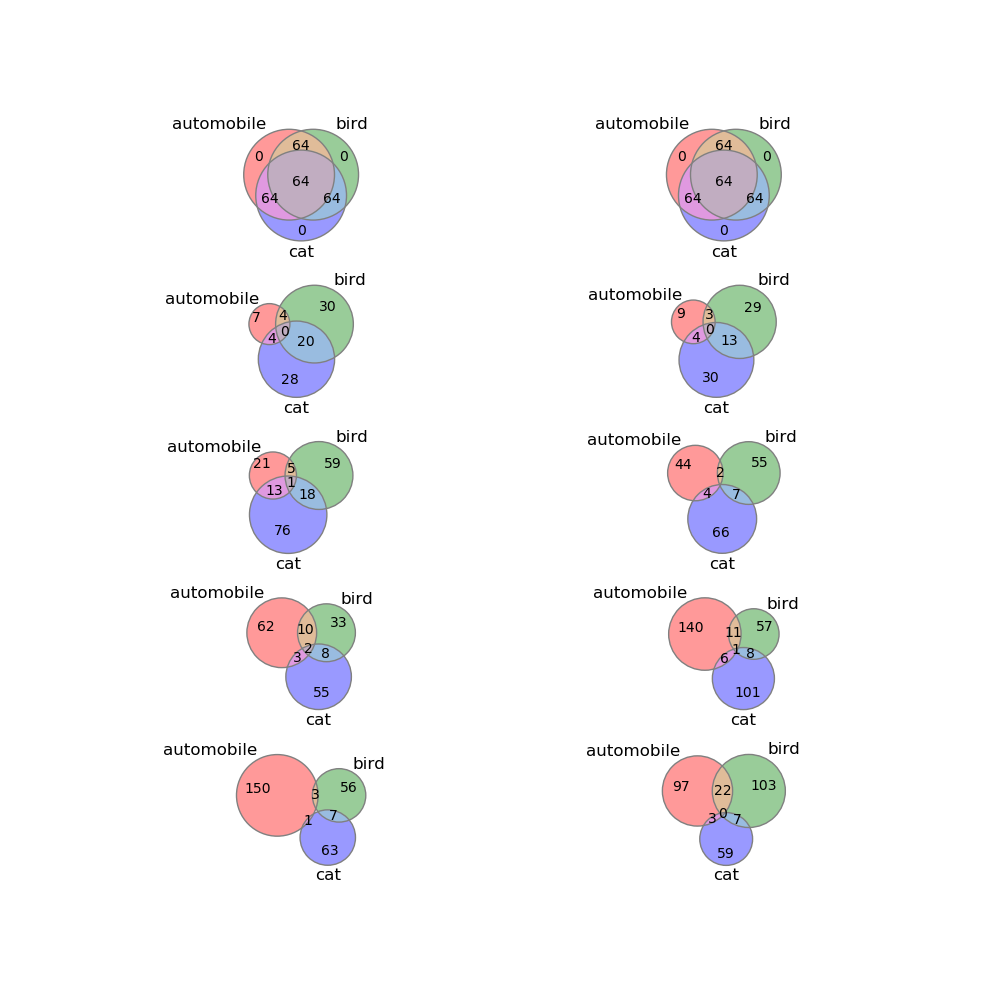 automobile bird automobile bird
0 64 0 0 64 0
64 64
64 64 64 64
0 0
cat cat
bird bird
automobile automobile
7 4 30 9 3 29
0 0
4 20 4 13
28 30
cat cat
bird bird
automobile automobile
21 5 59 44 2 55
1
13 18 4 7
76 66
cat cat
automobile bird automobile bird
62 10 33 140 11 57
2 1
3 8 6 8
55 101
cat cat
automobile bird automobile bird
150 3 56 97 22 103
1 7 3 0 7
63 59
cat cat